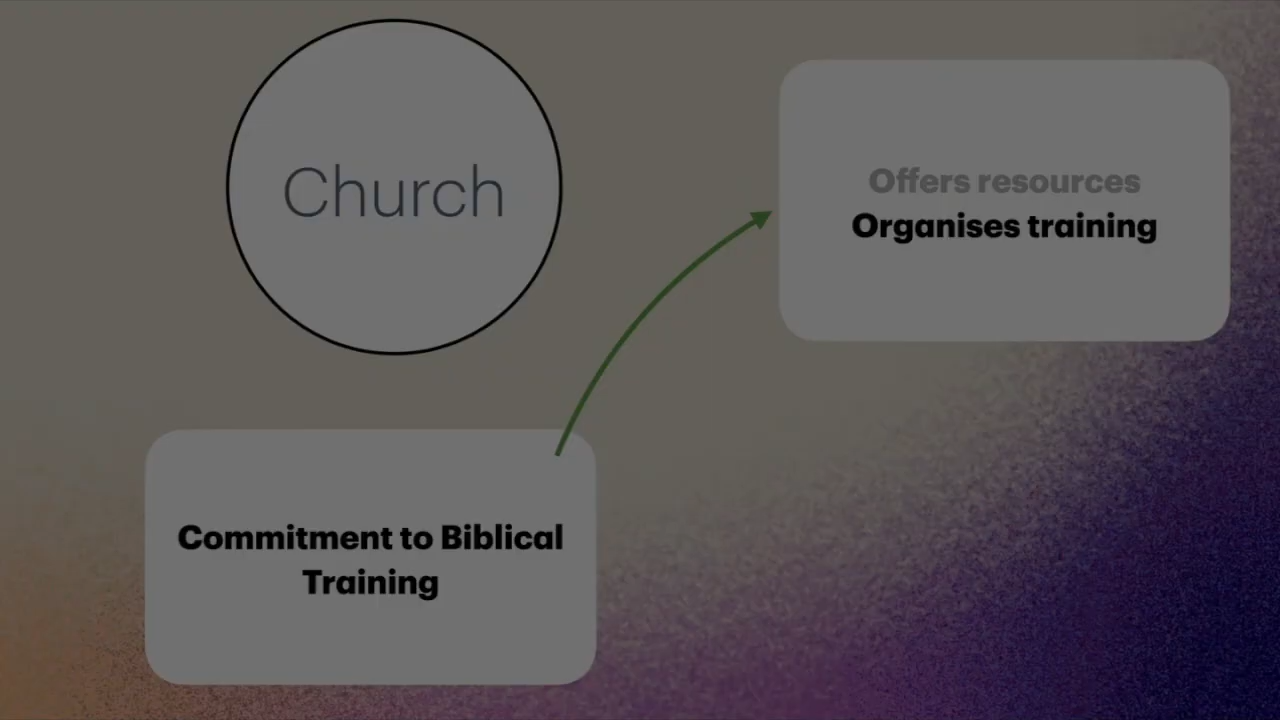 Church
Offers resources
Organises training
Commitment to Biblical
Training